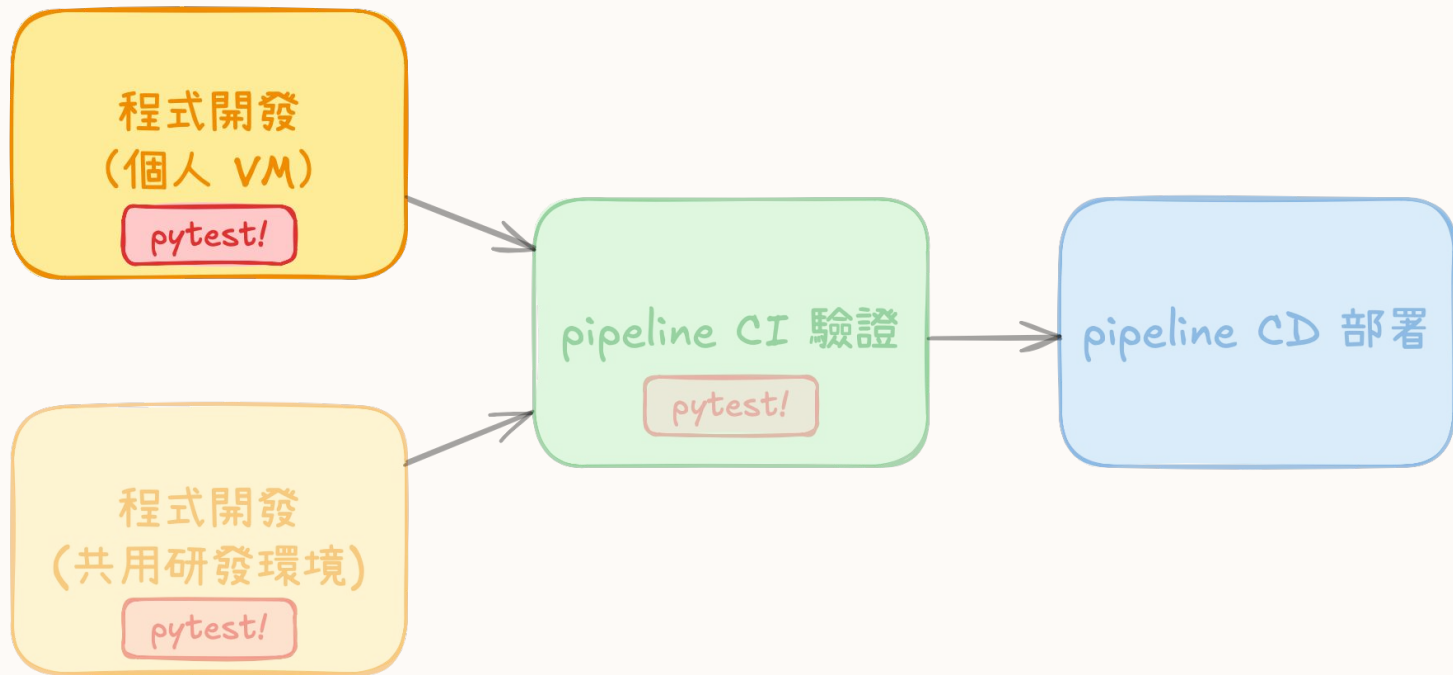 程式開發
(個人 VM)
pytest!
程式開發
(共用研發環境)
pytest!
pipeline CI 驗證
pytest!
pipeline CD 部署